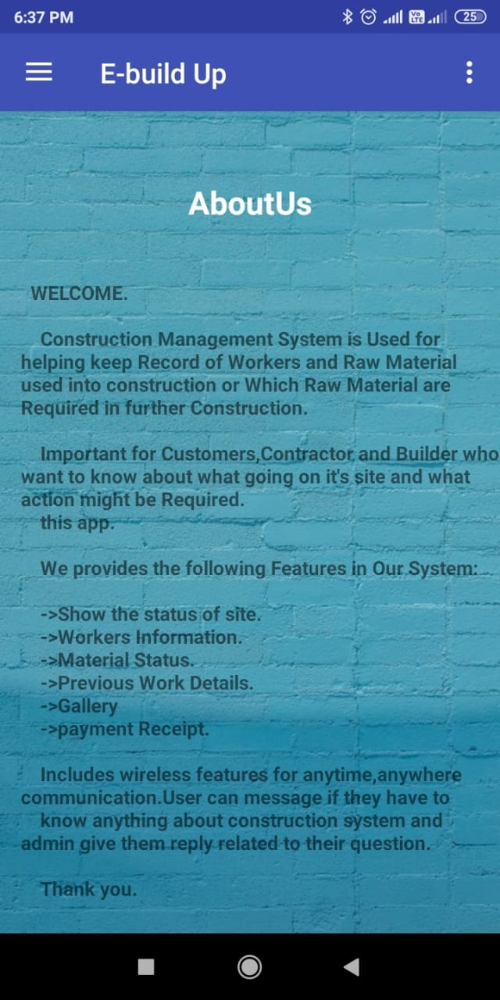 6:37 PM
Vo LTE
25
E-build Up
AboutUs
WELCOME.
Construction Management System is Used for
helping keep Record of Workers and Raw Material
used into construction or Which Raw Material are
Required in further Construction.
Important for Customers,Contractor and Builder who
want to know about what going on it's site and what
action might be Required.
this app.
We provides the following Features in Our System:
->Show the status of site.
->Workers Information.
->Material Status.
->Previous Work Details.
->Gallery
->payment Receipt.
Includes wireless features for anytime,anywhere
communication.User can message if they have to
know anything about construction system and
admin give them reply related to their question.
Thank you.